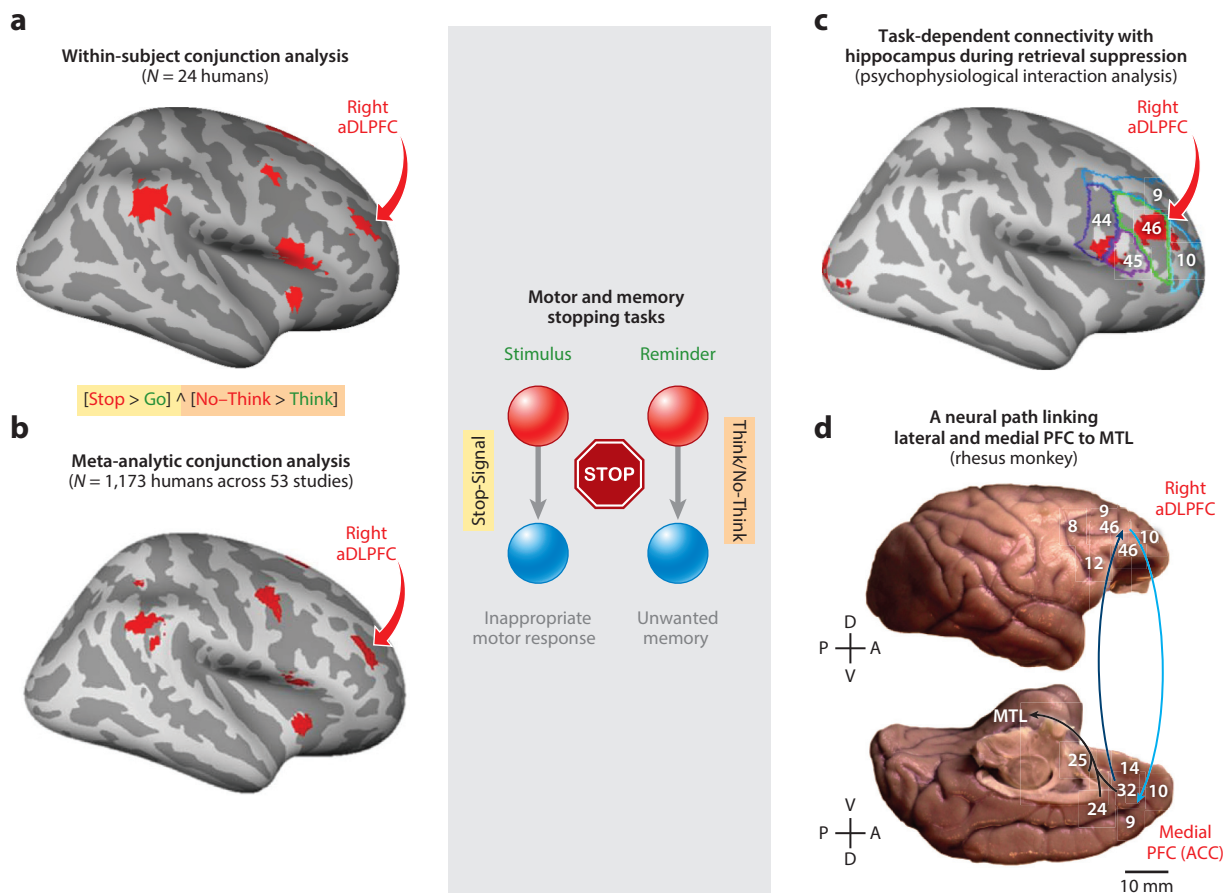 a
Within-subject conjunction analysis
(N = 24 humans)
Right
aDLPFC
[Stop > Go] ^ [No–Think > Think]
b
Meta-analytic conjunction analysis
(N = 1,173 humans across 53 studies)
Right
aDLPFC
Motor and memory
stopping tasks
Stimulus
Reminder
Stop-Signal
STOP
Think/No-Think
Inappropriate
motor response
Unwanted
memory
c
Task-dependent connectivity with
hippocampus during retrieval suppression
(psychophysiological interaction analysis)
Right
aDLPFC
9
44
46
45
10
d
A neural path linking
lateral and medial PFC to MTL
(rhesus monkey)
Right
aDLPFC
9
8
46
10
46
12
D
P
A
V
MTL
25
14
32
10
24
9
V
P
A
D
Medial
PFC (ACC)
10 mm